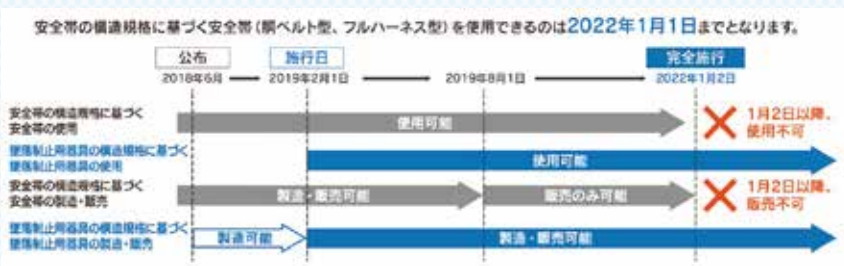 安全帯の構造規格に基づく安全帯(胴ベルト型、フルハーネス型)を使用できるのは2022年1月1日までとなります。
公布 施行日 完全施行
2018年6月 2019年2月1日 2019年8月1日 2022年1月2日
安全帯の構造規格に基づく
安全帯の使用
使用可能
1月2日以降、
使用不可
墜落制止用器具の構造規格に基づく
墜落制止用器具の使用
使用可能
安全帯の構造規格に基づく
安全帯の製造・販売
製造・販売可能 販売のみ可能
1月2日以降、
販売不可
墜落制止用器具の構造規格に基づく
墜落制止用器具の製造・販売
製造可能 製造・販売可能